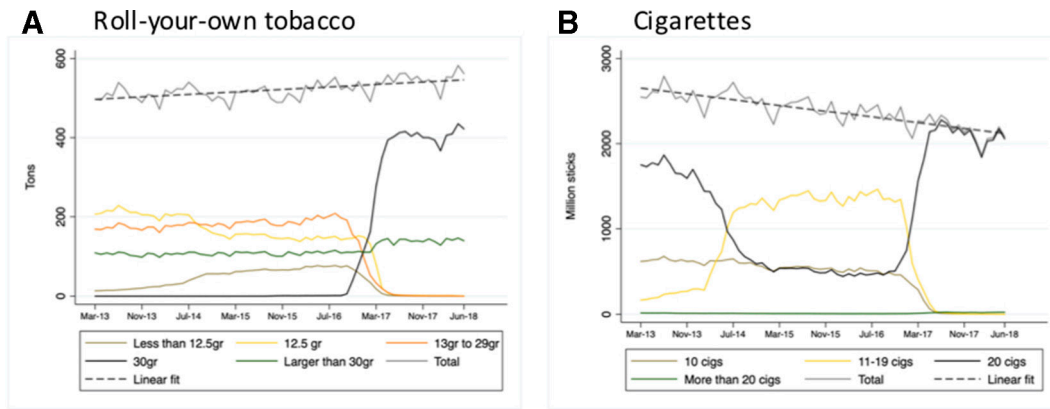 A Roll-your-own tobacco
600
400
200
0
Tons
Mar-13 Nov-13 Jul-14 Mar-15 Nov-15 Jul-16 Mar-17 Nov-17 Jun-18
Less than 12.5gr 12.5 gr 13gr to 29gr
30gr Larger than 30gr Total
Linear fit
B Cigarettes
3000
2000
1000
0
Million sticks
Mar-13 Nov-13 Jul-14 Mar-15 Nov-15 Jul-16 Mar-17 Nov-17 Jun-18
10 cigs 11-19 cigs 20 cigs
More than 20 cigs Total Linear fit